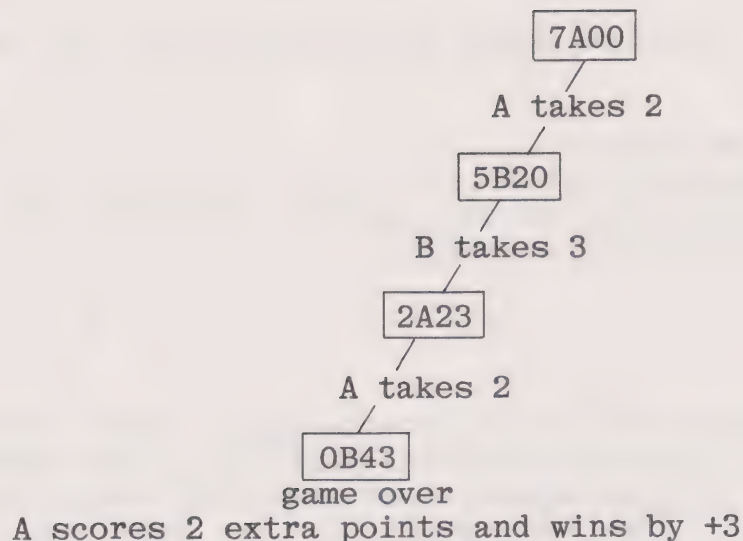 7A00
A takes 2
5B20
B takes 3
2A23
A takes 2
0B43
game over
A scores 2 extra points and wins by +3